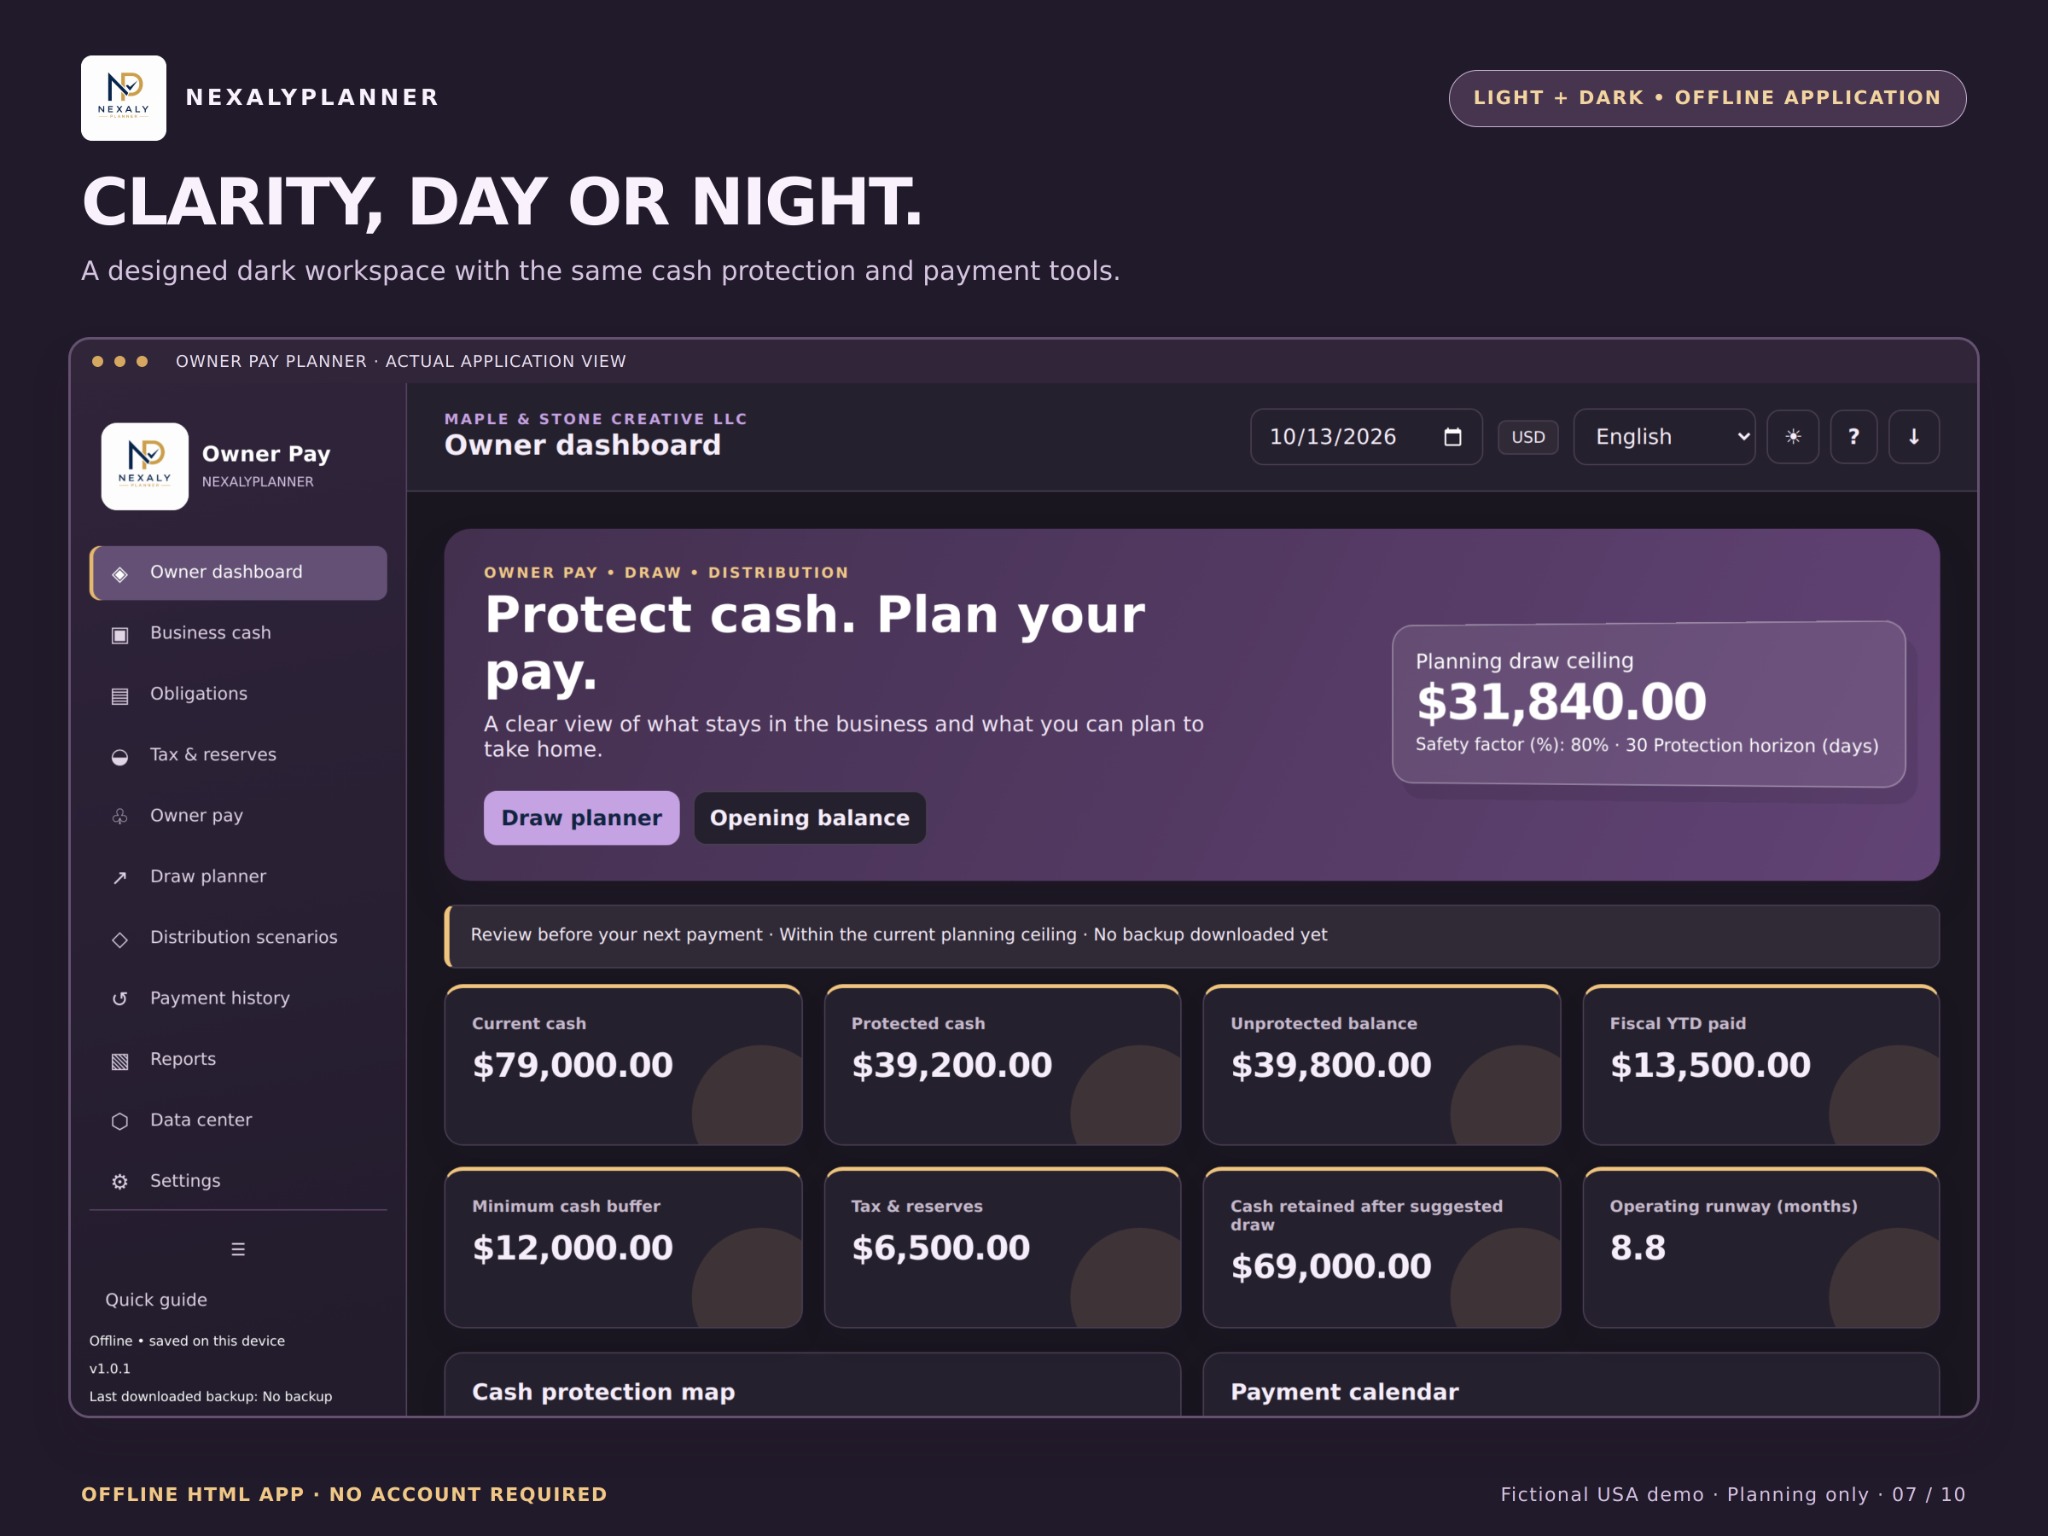 NEXALY
PLANNER
NEXALYPLANNER
LIGHT + DARK • OFFLINE APPLICATION
CLARITY, DAY OR NIGHT.
A designed dark workspace with the same cash protection and payment tools.
OWNER PAY PLANNER · ACTUAL APPLICATION VIEW
NEXALY
PLANNER
Owner Pay
NEXALYPLANNER
Owner dashboard
Business cash
Obligations
Tax & reserves
Owner pay
Draw planner
Distribution scenarios
Payment history
Reports
Data center
Settings
Quick guide
Offline • saved on this device
v1.0.1
Last downloaded backup: No backup
MAPLE & STONE CREATIVE LLC
Owner dashboard
10/13/2026
USD
English
?
OWNER PAY • DRAW • DISTRIBUTION
Protect cash. Plan your
pay.
A clear view of what stays in the business and what you can plan to
take home.
Draw planner
Opening balance
Planning draw ceiling
$31,840.00
Safety factor (%): 80% · 30 Protection horizon (days)
Review before your next payment · Within the current planning ceiling · No backup downloaded yet
Current cash
$79,000.00
Protected cash
$39,200.00
Unprotected balance
$39,800.00
Fiscal YTD paid
$13,500.00
Minimum cash buffer
$12,000.00
Tax & reserves
$6,500.00
Cash retained after suggested
draw
$69,000.00
Operating runway (months)
8.8
Cash protection map
Payment calendar
OFFLINE HTML APP · NO ACCOUNT REQUIRED
Fictional USA demo · Planning only · 07 / 10